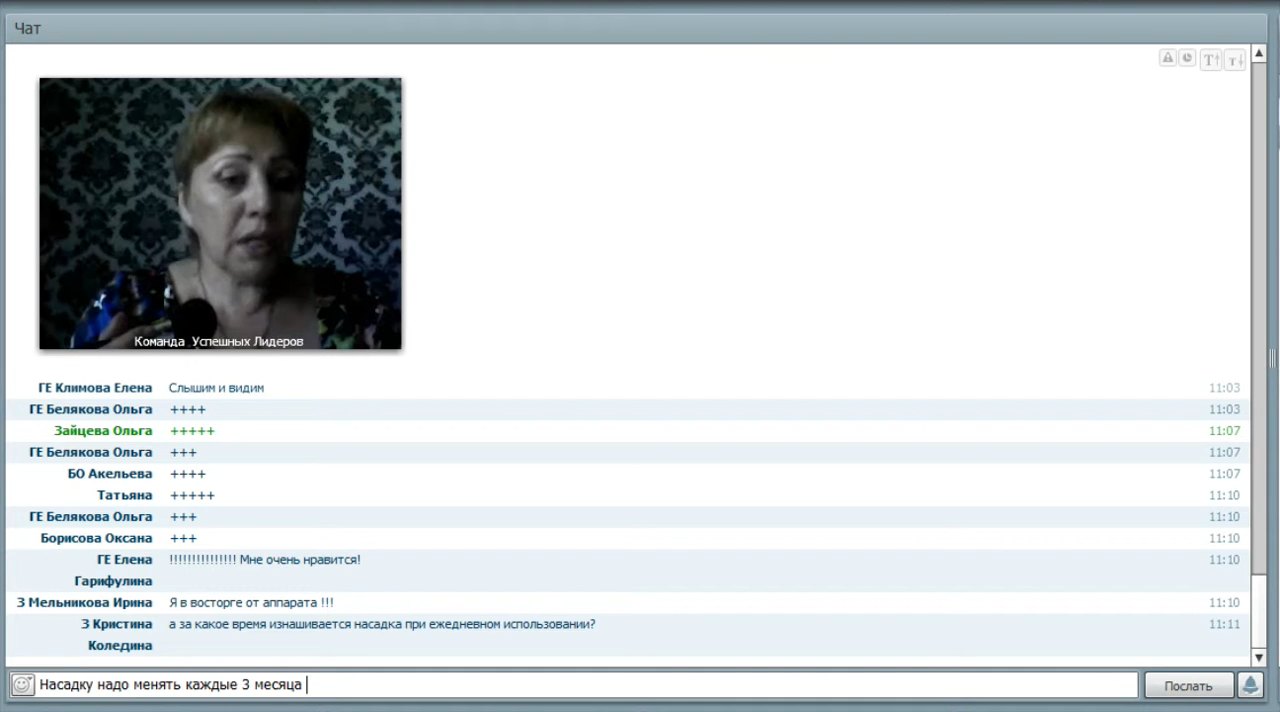 Чат
Команда Успешных Лидеров
ГЕ Климова Елена Слышим и видим 11:03
ГЕ Белякова Ольга ++++ 11:03
Зайцева Ольга +++++ 11:07
ГЕ Белякова Ольга +++ 11:07
БО Акельева ++++ 11:07
Татьяна +++++ 11:10
ГЕ Белякова Ольга +++ 11:10
Борисова Оксана +++ 11:10
ГЕ Елена !!!!!!!!!!!!!!! Мне очень нравится! 11:10
Гарифулина
З Мельникова Ирина Я в восторге от аппарата !!! 11:10
З Кристина а за какое время изнашивается насадка при ежедневном использовании? 11:11
Коледина
Насадку надо менять каждые 3 месяца
Послать